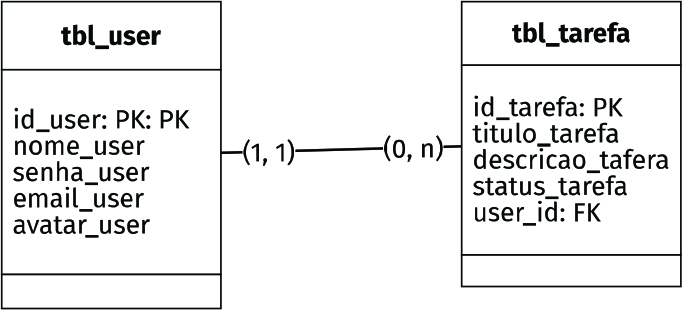 tbl_user
id_user: PK: PK
nome_user
senha_user
email_user
avatar_user
(1, 1)
(0, n)
tbl_tarefa
id_tarefa: PK
titulo_tarefa
descricao_tafera
status_tarefa
user_id: FK